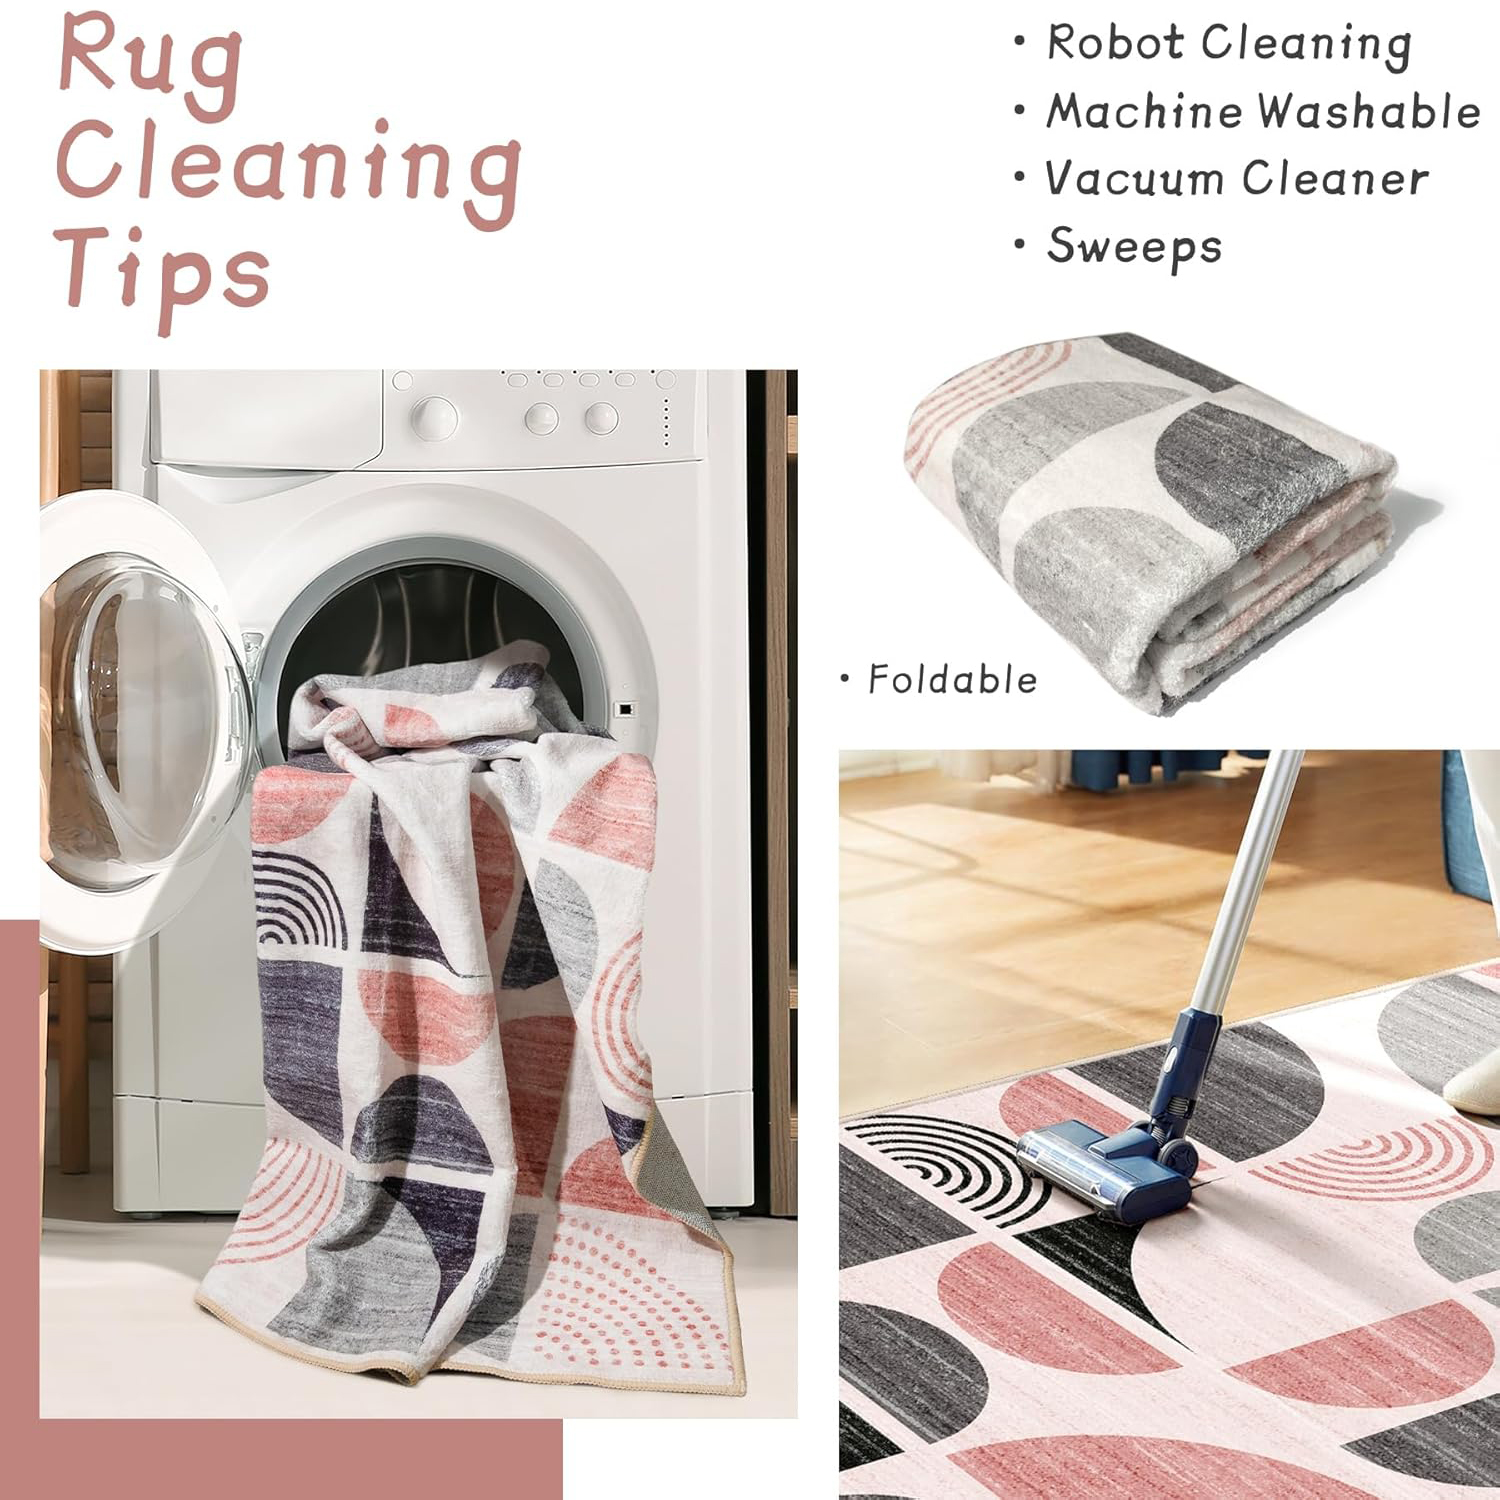 Rug
Cleaning
Tips
• Robot Cleaning
• Machine Washable
• Vacuum Cleaner
• Sweeps
• Foldable